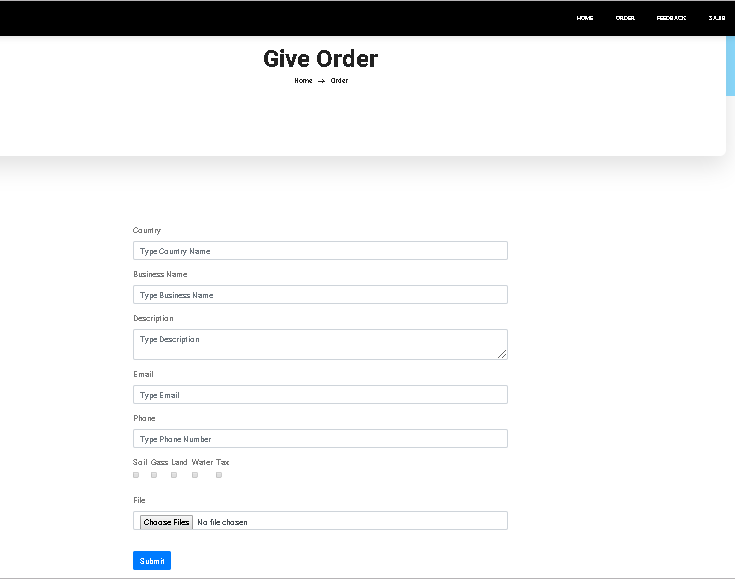 HOME ORDER FEEDBACK SAJIB
Give Order
Home → Order
Country
Type Country Name
Business Name
Type Business Name
Description
Type Description
Email
Type Email
Phone
Type Phone Number
Soil Gass Land Water Tax
File
Choose Files No file chosen
Submit